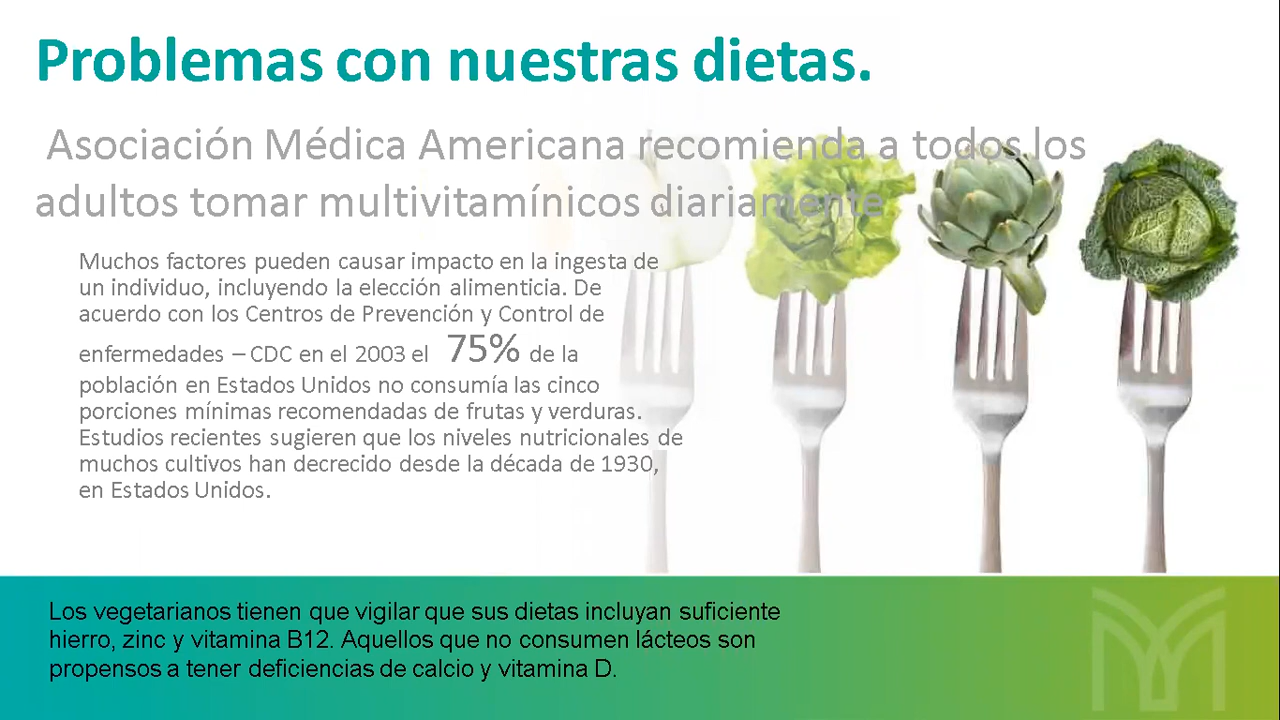 Problemas con nuestras dietas.
Asociación Médica Americana recomienda a todos los
adultos tomar multivitamínicos diariamente
Muchos factores pueden causar impacto en la ingesta de
un individuo, incluyendo la elección alimenticia. De
acuerdo con los Centros de Prevención y Control de
enfermedades – CDC en el 2003 el 75% de la
población en Estados Unidos no consumía las cinco
porciones mínimas recomendadas de frutas y verduras.
Estudios recientes sugieren que los niveles nutricionales de
muchos cultivos han decrecido desde la década de 1930,
en Estados Unidos.
Los vegetarianos tienen que vigilar que sus dietas incluyan suficiente
hierro, zinc y vitamina B12. Aquellos que no consumen lácteos son
propensos a tener deficiencias de calcio y vitamina D.